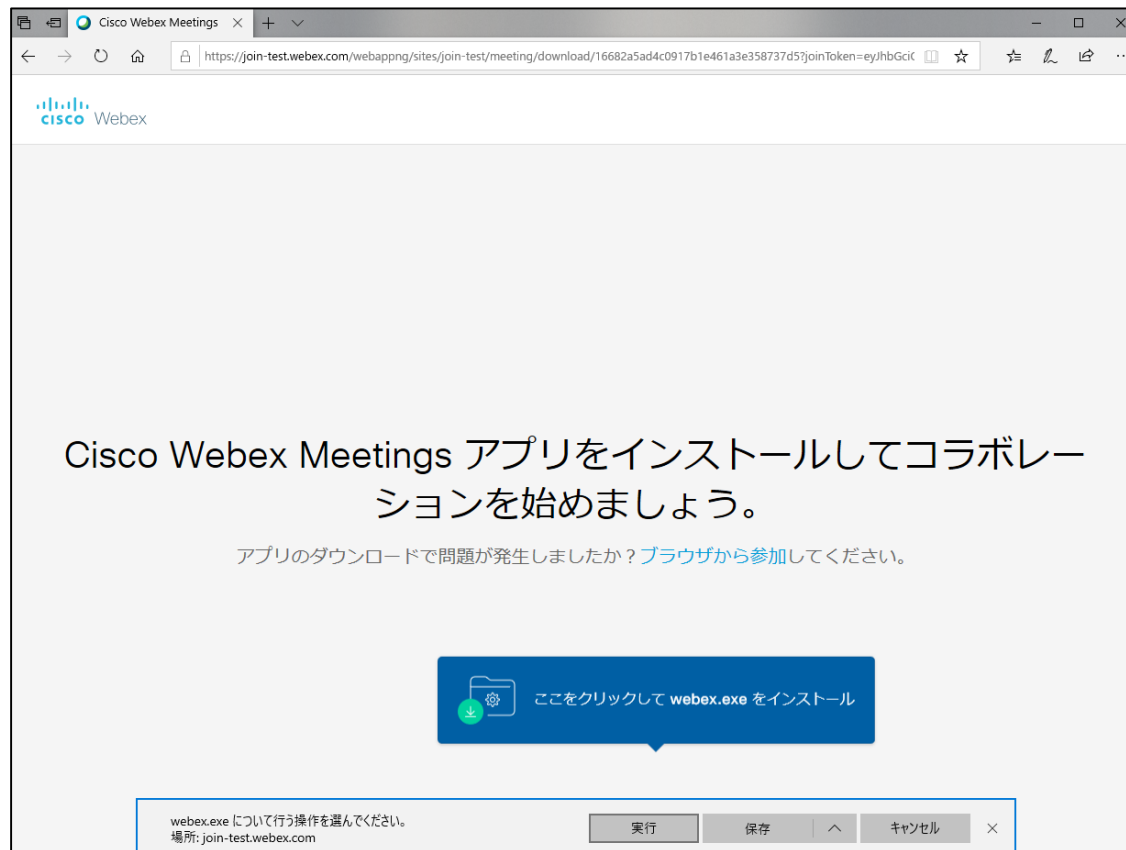 Cisco Webex Meetings
https://join-test.webex.com/webappng/sites/join-test/meeting/download/16682a5ad4c0917b1e461a3e358737d5?joinToken=eyJhbGciC
cisco Webex
Cisco Webex Meetings アプリをインストールしてコラボレー
ションを始めましょう。
アプリのダウンロードで問題が発生しましたか？ブラウザから参加してください。
ここをクリックして webex.exe をインストール
webex.exe について行う操作を選んでください。
場所: join-test.webex.com
実行
保存
キャンセル